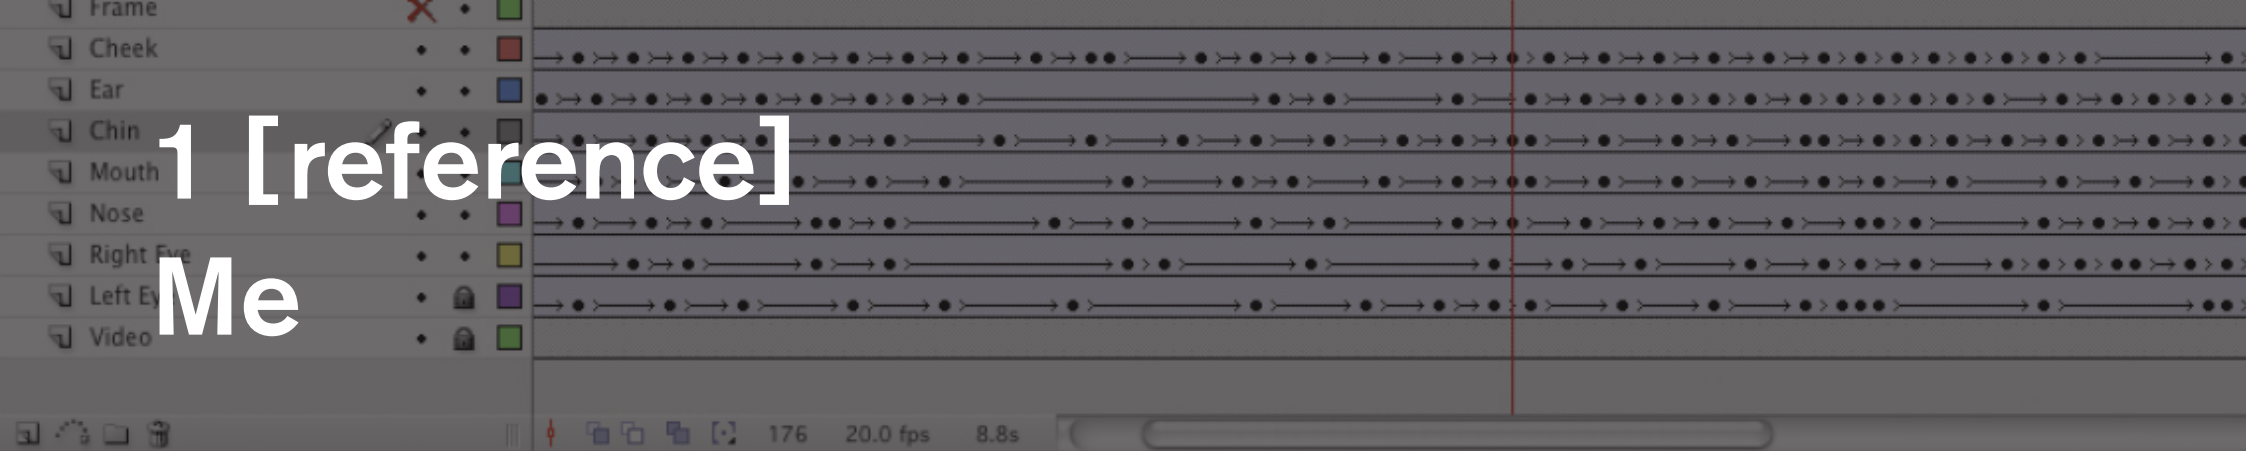 Frame
Cheek
Ear
Chin
1 [reference]
Mouth
Nose
Right Eye
Me
Left Ey
Video
176 20.0 fps 8.8s